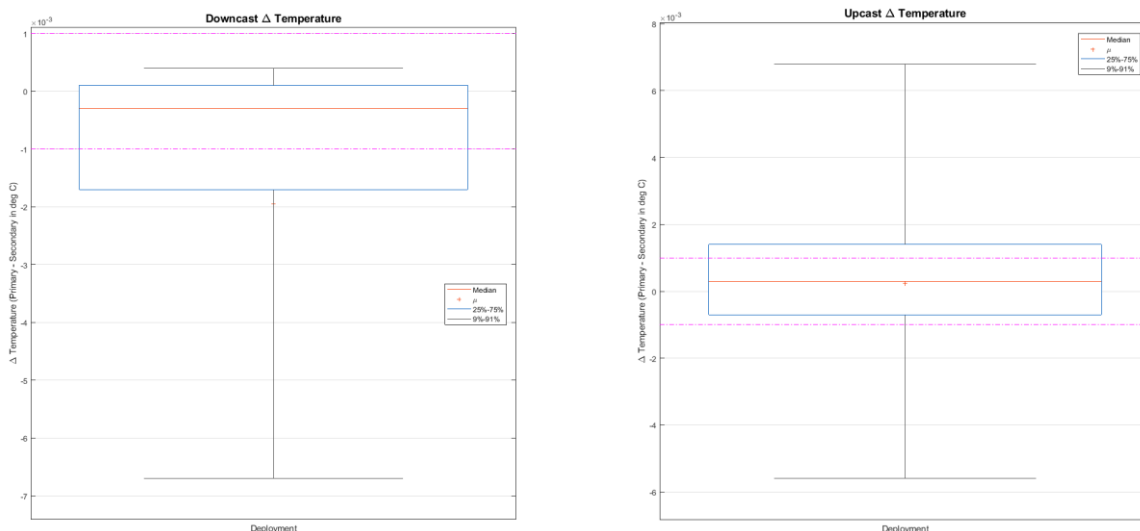 Downcast Δ Temperature
×10⁻³
1
0
-1
-2
-3
-4
-5
-6
-7
Δ Temperature (Primary - Secondary in deg C)
Median
μ
25%-75%
9%-91%
Deployment
Upcast Δ Temperature
×10⁻³
8
6
4
2
0
-2
-4
-6
Δ Temperature (Primary - Secondary in deg C)
Median
μ
25%-75%
9%-91%
Deployment